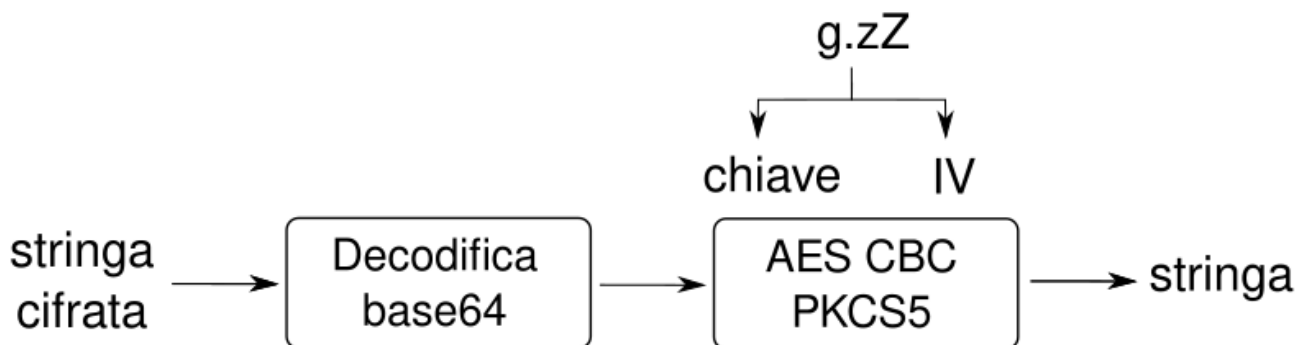 g.zZ
chiave IV
stringa
cifrata
Decodifica
base64
AES CBC
PKCS5
stringa